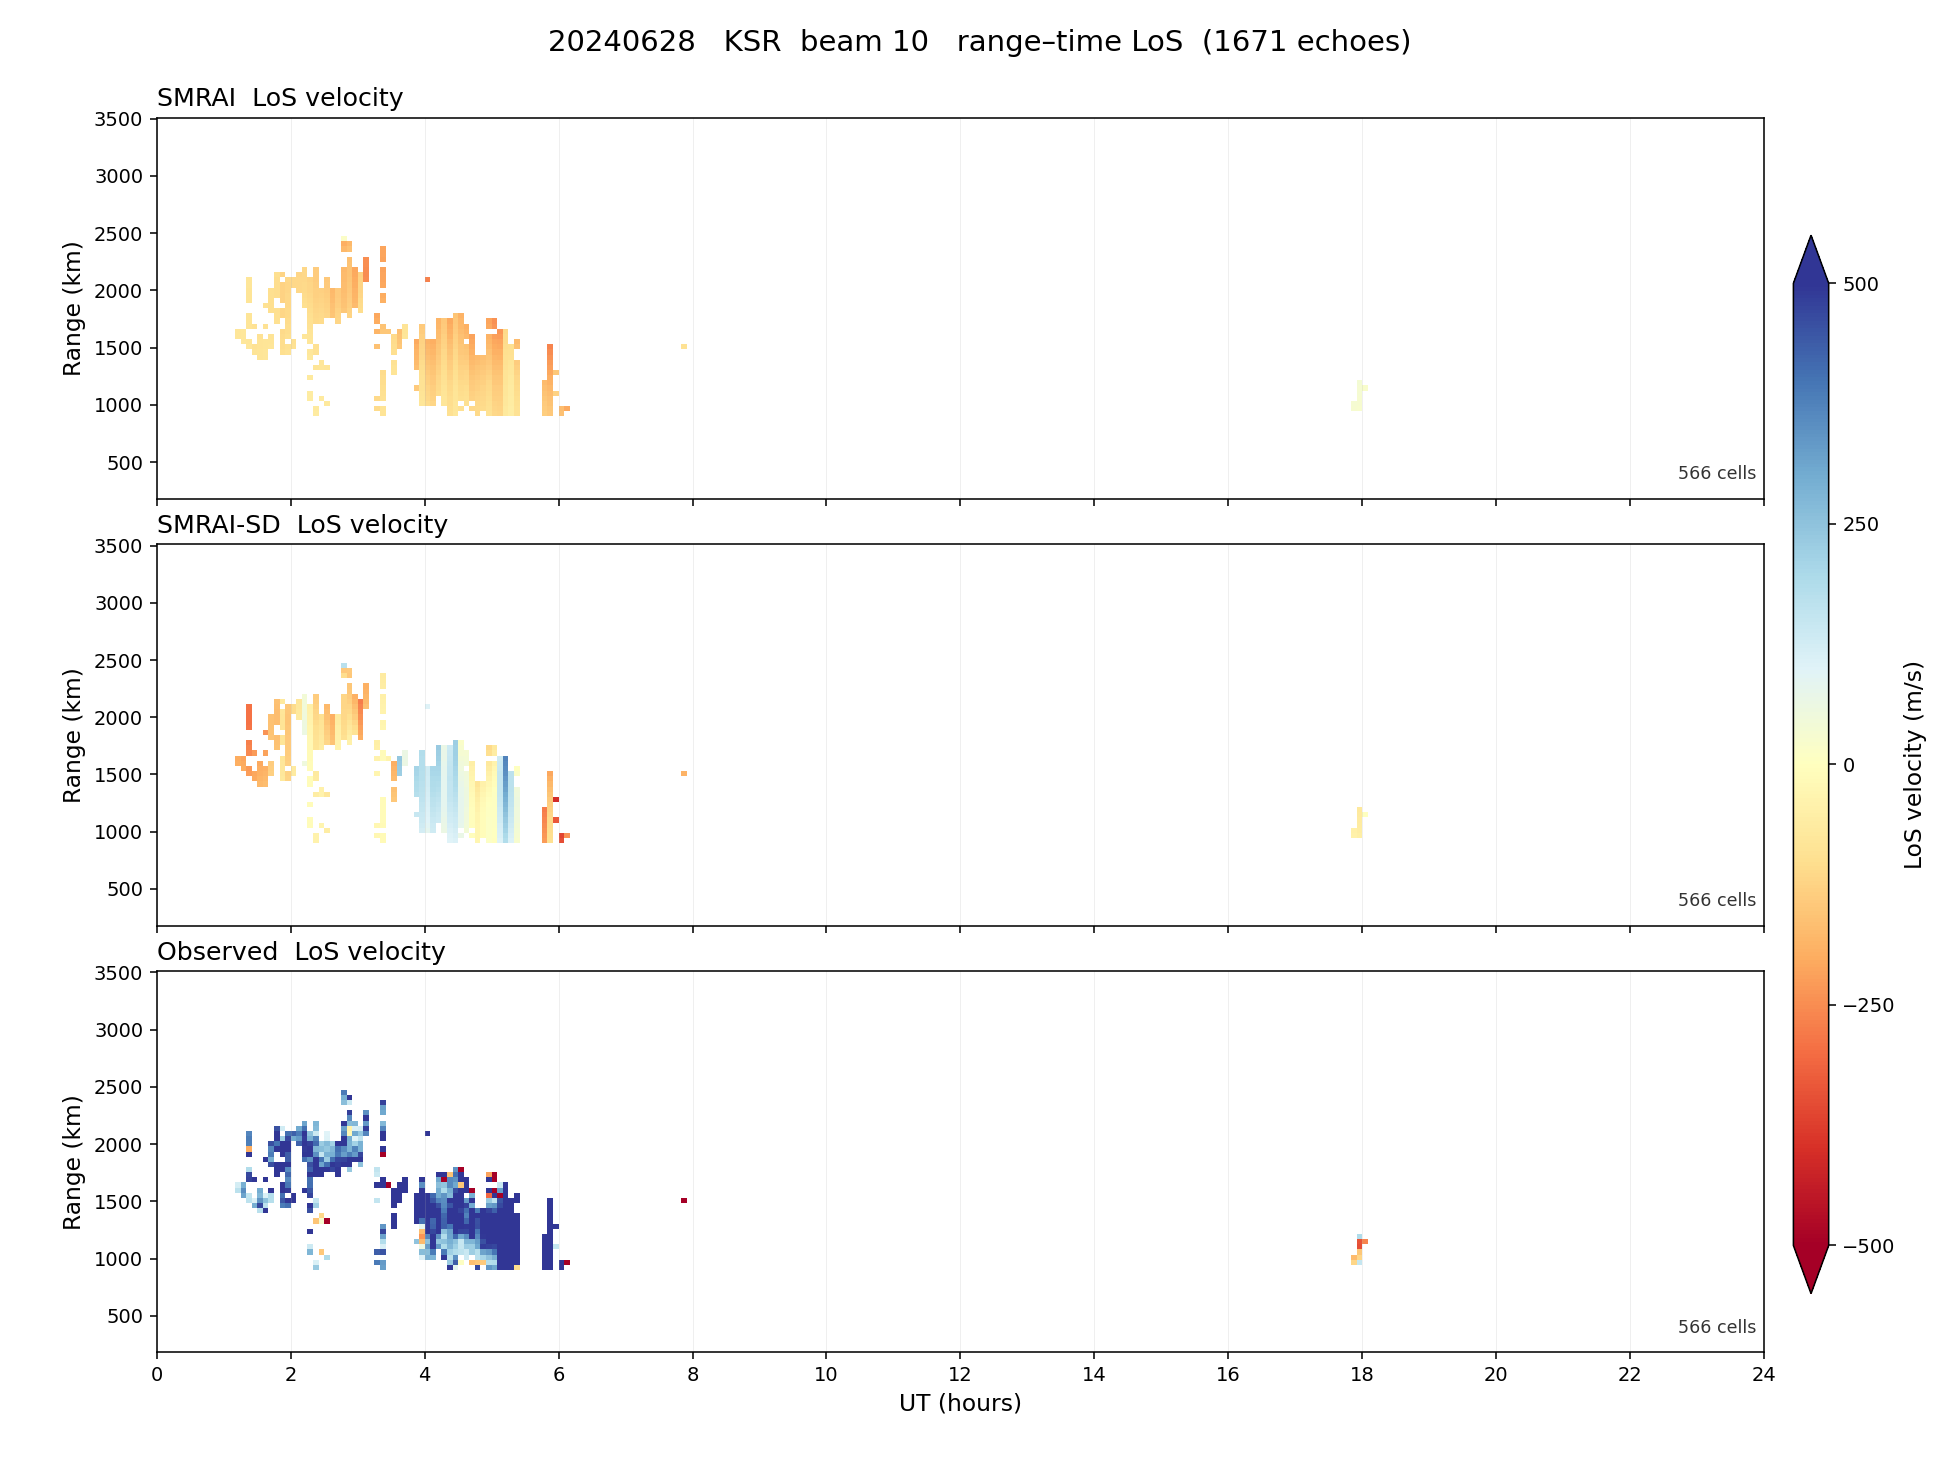 20240628   KSR  beam 10   range–time LoS  (1671 echoes)
SMRAI  LoS velocity
3500
3000
2500
2000
1500
1000
500
Range (km)
566 cells
SMRAI-SD  LoS velocity
3500
3000
2500
2000
1500
1000
500
Range (km)
566 cells
Observed  LoS velocity
3500
3000
2500
2000
1500
1000
500
Range (km)
566 cells
0 2 4 6 8 10 12 14 16 18 20 22 24
UT (hours)
500
250
0
−250
−500
LoS velocity (m/s)